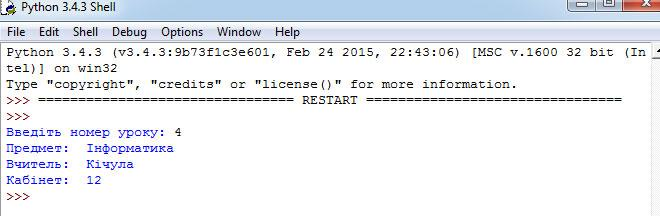 Python 3.4.3 Shell
File Edit Shell Debug Options Window Help
Python 3.4.3 (v3.4.3:9b73f1c3e601, Feb 24 2015, 22:43:06) [MSC v.1600 32 bit (In
tel)] on win32
Type "copyright", "credits" or "license()" for more information.
>>> ================================ RESTART ================================
>>>
Введіть номер уроку: 4
Предмет:  Інформатика
Вчитель:  Кічула
Кабінет:  12
>>>